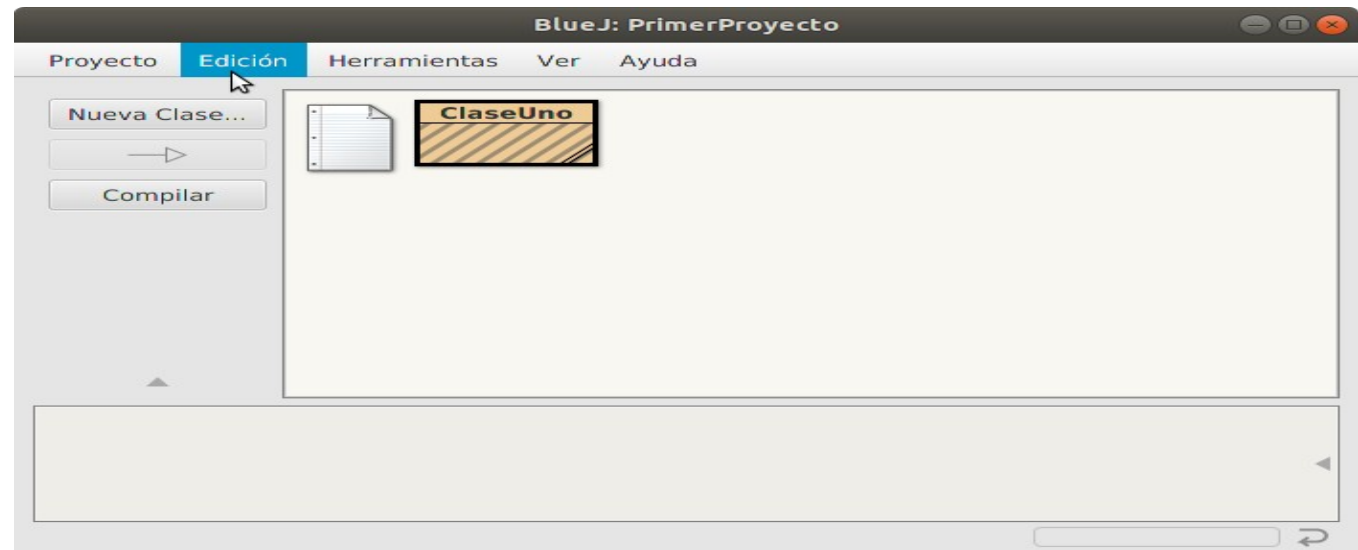 BlueJ: PrimerProyecto
Proyecto Edición Herramientas Ver Ayuda
Nueva Clase...
ClaseUno
Compilar